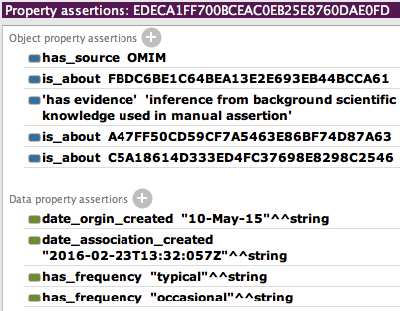 Property assertions: EDECA1FF700BCEAC0EB25E8760DAE0FD
Object property assertions
has_source OMIM
is_about FBDC6BE1C64BEA13E2E693EB44BCCA61
'has evidence' 'inference from background scientific
knowledge used in manual assertion'
is_about A47FF50CD59CF7A5463E86BF74D87A63
is_about C5A18614D333ED4FC37698E8298C2546
Data property assertions
date_orgin_created "10-May-15"^^string
date_association_created
"2016-02-23T13:32:057Z"^^string
has_frequency "typical"^^string
has_frequency "occasional"^^string